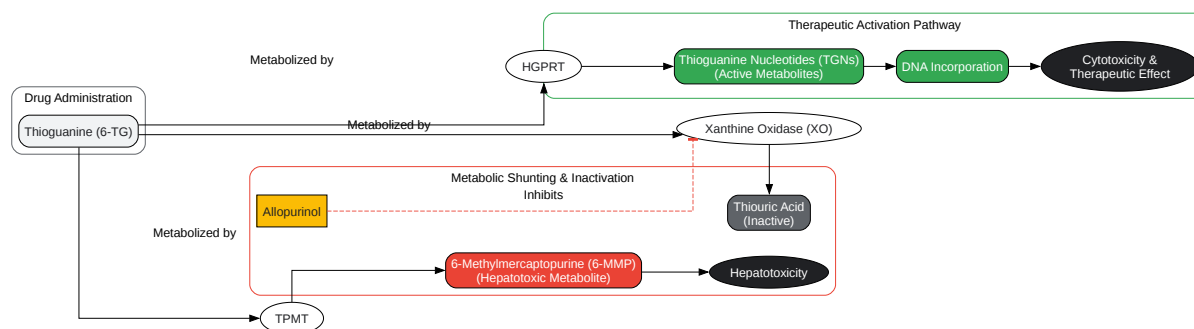 Therapeutic Activation Pathway
Metabolized by
HGPRT
Thioguanine Nucleotides (TGNs)
(Active Metabolites)
DNA Incorporation
Cytotoxicity &
Therapeutic Effect
Drug Administration
Thioguanine (6-TG)
Metabolized by
Xanthine Oxidase (XO)
Metabolic Shunting & Inactivation
Inhibits
Allopurinol
Thiouric Acid
(Inactive)
Metabolized by
6-Methylmercaptopurine (6-MMP)
(Hepatotoxic Metabolite)
Hepatotoxicity
TPMT